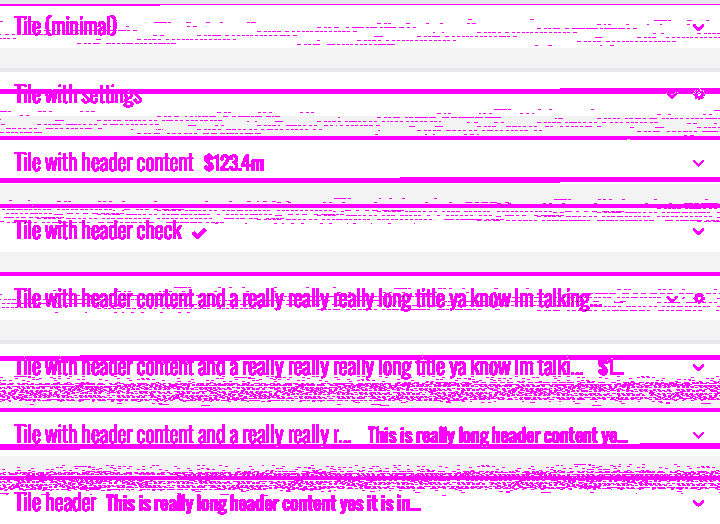 Tile (minimal)
Tile with settings
Tile with header content $123.4m
Tile with header check
Tile with header content and a really really really long title ya know Im talking...
Tile with header content and a really really really long title ya know Im talki... $1...
Tile with header content and a really really r... This is really long header content ye...
Tile header This is really long header content yes it is in...